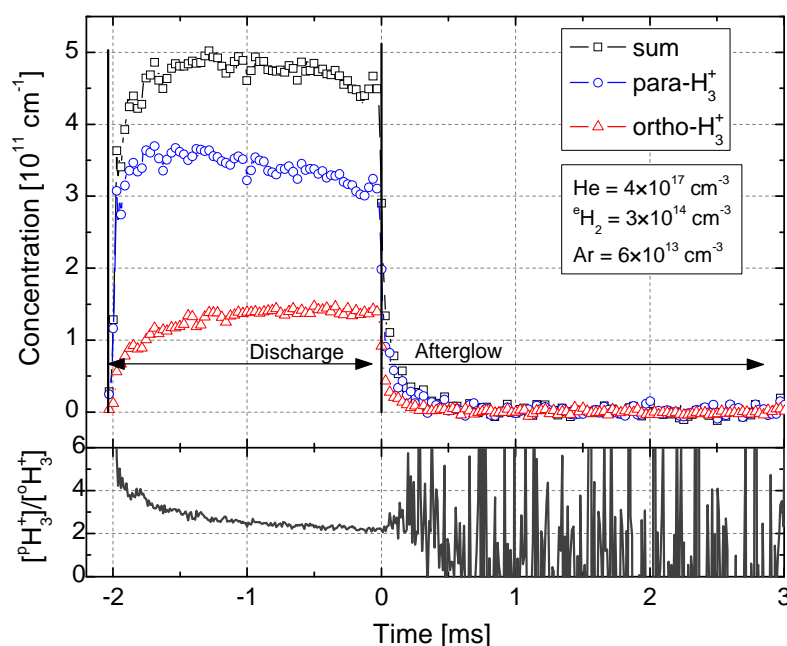 sum
para-H₃⁺
ortho-H₃⁺
He = 4×10¹⁷ cm⁻³
ᵉH₂ = 3×10¹⁴ cm⁻³
Ar = 6×10¹³ cm⁻³
Concentration [10¹¹ cm⁻¹]
5
4
3
2
1
0
Discharge
Afterglow
[ᵖH₃⁺]/[ᵒH₃⁺]
6
4
2
0
-2 -1 0 1 2 3
Time [ms]